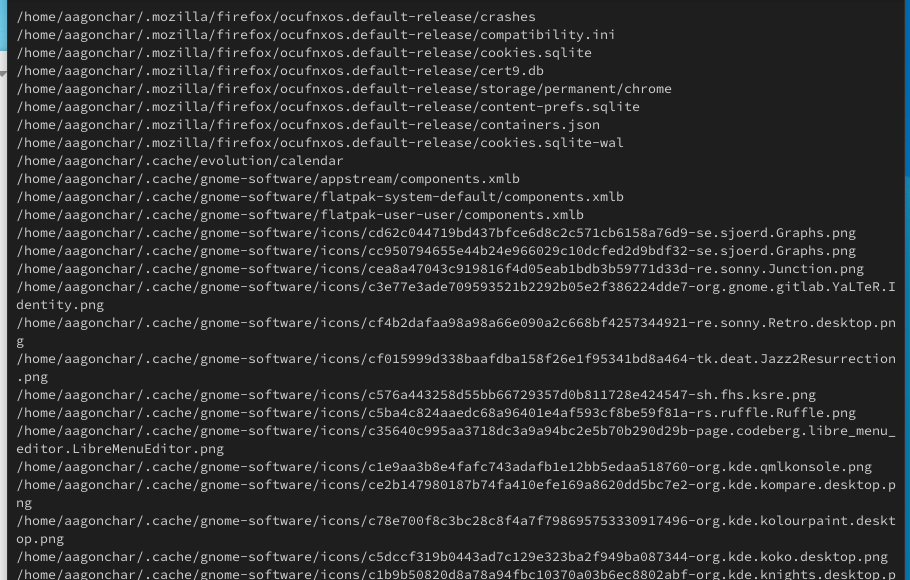 /home/aagonchar/.mozilla/firefox/ocufnxos.default-release/crashes
/home/aagonchar/.mozilla/firefox/ocufnxos.default-release/compatibility.ini
/home/aagonchar/.mozilla/firefox/ocufnxos.default-release/cookies.sqlite
/home/aagonchar/.mozilla/firefox/ocufnxos.default-release/cert9.db
/home/aagonchar/.mozilla/firefox/ocufnxos.default-release/storage/permanent/chrome
/home/aagonchar/.mozilla/firefox/ocufnxos.default-release/content-prefs.sqlite
/home/aagonchar/.mozilla/firefox/ocufnxos.default-release/containers.json
/home/aagonchar/.mozilla/firefox/ocufnxos.default-release/cookies.sqlite-wal
/home/aagonchar/.cache/evolution/calendar
/home/aagonchar/.cache/gnome-software/appstream/components.xmlb
/home/aagonchar/.cache/gnome-software/flatpak-system-default/components.xmlb
/home/aagonchar/.cache/gnome-software/flatpak-user-user/components.xmlb
/home/aagonchar/.cache/gnome-software/icons/cd62c044719bd437bfce6d8c2c571cb6158a76d9-se.sjoerd.Graphs.png
/home/aagonchar/.cache/gnome-software/icons/cc950794655e44b24e966029c10dcfed2d9bdf32-se.sjoerd.Graphs.png
/home/aagonchar/.cache/gnome-software/icons/cea8a47043c919816f4d05eab1bdb3b59771d33d-re.sonny.Junction.png
/home/aagonchar/.cache/gnome-software/icons/c3e77e3ade709593521b2292b05e2f386224dde7-org.gnome.gitlab.YaLTeR.I
dentity.png
/home/aagonchar/.cache/gnome-software/icons/cf4b2dafaa98a98a66e090a2c668bf4257344921-re.sonny.Retro.desktop.pn
g
/home/aagonchar/.cache/gnome-software/icons/cf015999d338baafdba158f26e1f95341bd8a464-tk.deat.Jazz2Resurrection
.png
/home/aagonchar/.cache/gnome-software/icons/c576a443258d55bb66729357d0b811728e424547-sh.fhs.ksre.png
/home/aagonchar/.cache/gnome-software/icons/c5ba4c824aaedc68a96401e4af593cf8be59f81a-rs.ruffle.Ruffle.png
/home/aagonchar/.cache/gnome-software/icons/c35640c995aa3718dc3a9a94bc2e5b70b290d29b-page.codeberg.libre_menu_
editor.LibreMenuEditor.png
/home/aagonchar/.cache/gnome-software/icons/c1e9aa3b8e4fafc743adafb1e12bb5edaa518760-org.kde.qmlkonsole.png
/home/aagonchar/.cache/gnome-software/icons/ce2b147980187b74fa410efe169a8620dd5bc7e2-org.kde.kompare.desktop.p
ng
/home/aagonchar/.cache/gnome-software/icons/c78e700f8c3bc28c8f4a7f798695753330917496-org.kde.kolourpaint.deskt
op.png
/home/aagonchar/.cache/gnome-software/icons/c5dccf319b0443ad7c129e323ba2f949ba087344-org.kde.koko.desktop.png
/home/aagonchar/.cache/gnome-software/icons/c1b9b50820d8a78a94fbc10370a03b6ec8802abf-org.kde.knights.desktop.p